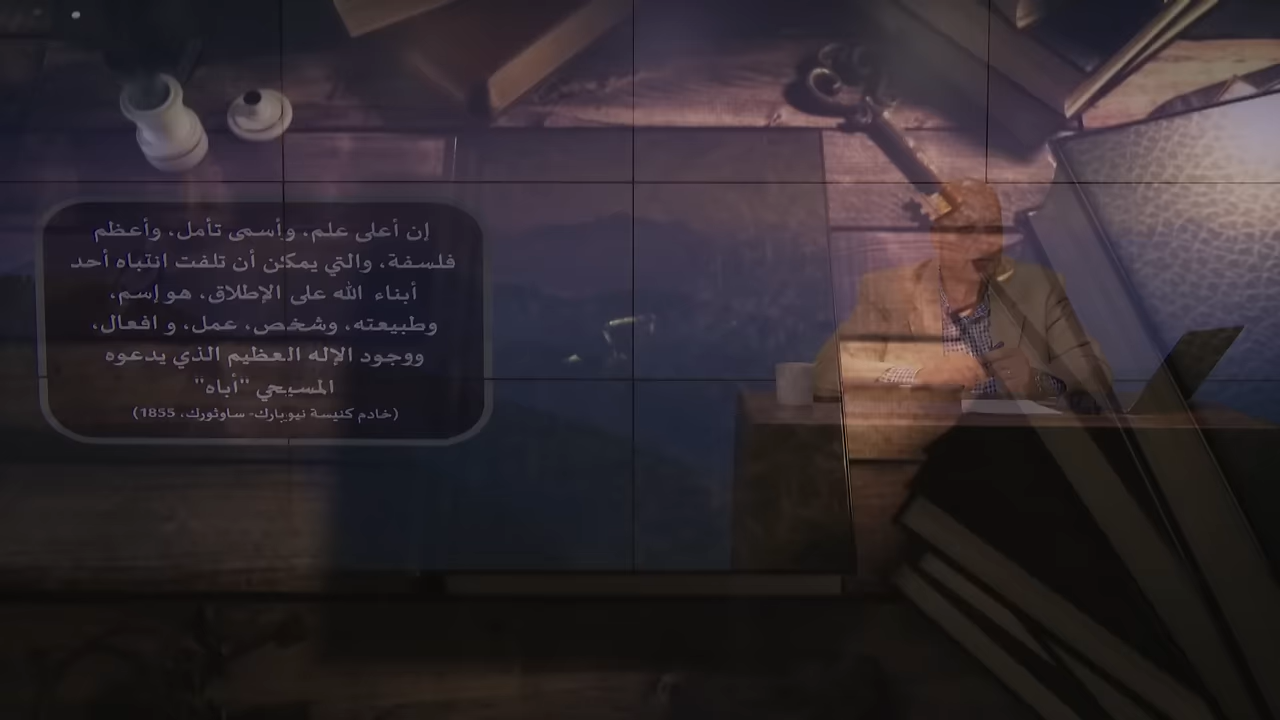 إن أعلى علم، وأسمى تأمل، وأعظم
فلسفة، والتي يمكن أن تلفت انتباه أحد
أبناء الله على الإطلاق، هو إسم،
وطبيعته، وشخص، عمل، و افعال،
ووجود الإله العظيم الذي يدعوه
المسيحي "أباه"
(خادم كنيسة نيوبارك- ساوثورك، 1855)